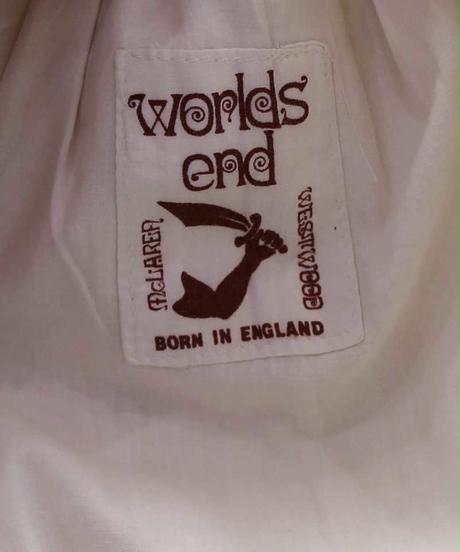 worlds
end
McLAREN
WESTWOOD
BORN IN ENGLAND